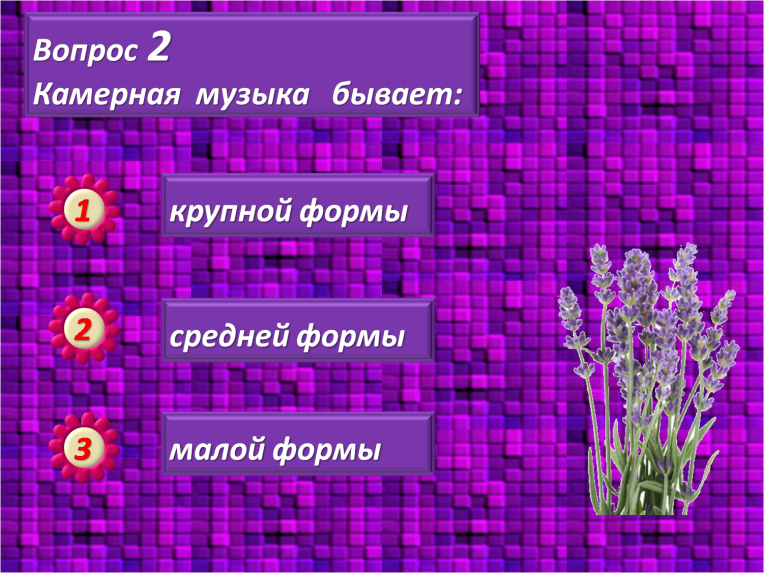 Вопрос 2
Камерная музыка бывает:
1 крупной формы
2 средней формы
3 малой формы